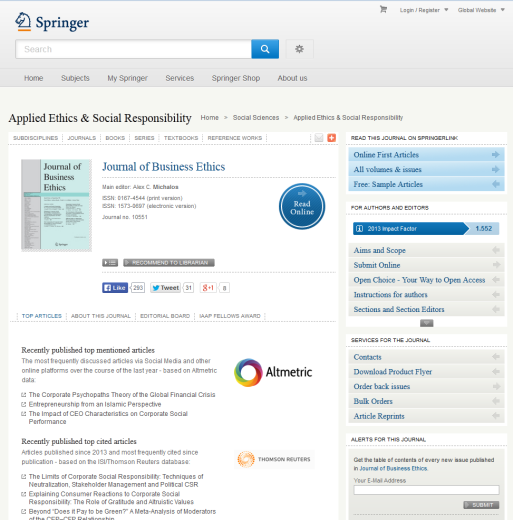 Login / Register
Global Website
Springer
Search
Home
Subjects
My Springer
Services
Springer Shop
About us
Applied Ethics & Social Responsibility
Home > Social Sciences > Applied Ethics & Social Responsibility
SUBDISCIPLINES
JOURNALS
BOOKS
SERIES
TEXTBOOKS
REFERENCE WORKS
Journal of
Business
Ethics
Springer
Journal of Business Ethics
Main editor: Alex C. Michalos
ISSN: 0167-4544 (print version)
ISSN: 1573-0697 (electronic version)
Journal no. 10551
Read
Online
RECOMMEND TO LIBRARIAN
Like
293
Tweet
31
+1
8
TOP ARTICLES
ABOUT THIS JOURNAL
EDITORIAL BOARD
IAAP FELLOWS AWARD
Recently published top mentioned articles
The most frequently discussed articles via Social Media and other
online platforms over the course of the last year - based on Altmetric
data.
The Corporate Psychopaths Theory of the Global Financial Crisis
Entrepreneurship from an Islamic Perspective
The Impact of CEO Characteristics on Corporate Social
Performance
Altmetric
Recently published top cited articles
Articles published since 2013 and most frequently cited since
publication - based on the ISI/Thomson Reuters database:
The Limits of Corporate Social Responsibility: Techniques of
Neutralization, Stakeholder Management and Political CSR
Explaining Consumer Reactions to Corporate Social
Responsibility: The Role of Gratitude and Altruistic Values
Beyond "Does it Pay to be Green?" A Meta-Analysis of Moderators
of the CEP–CFP Relationship
THOMSON REUTERS
READ THIS JOURNAL ON SPRINGERLINK
Online First Articles
All volumes & issues
Free: Sample Articles
FOR AUTHORS AND EDITORS
2013 Impact Factor
1.552
Aims and Scope
Submit Online
Open Choice - Your Way to Open Access
Instructions for authors
Sections and Section Editors
SERVICES FOR THE JOURNAL
Contacts
Download Product Flyer
Order back issues
Bulk Orders
Article Reprints
ALERTS FOR THIS JOURNAL
Get the table of contents of every new issue published
in Journal of Business Ethics.
Your E-Mail Address
SUBMIT